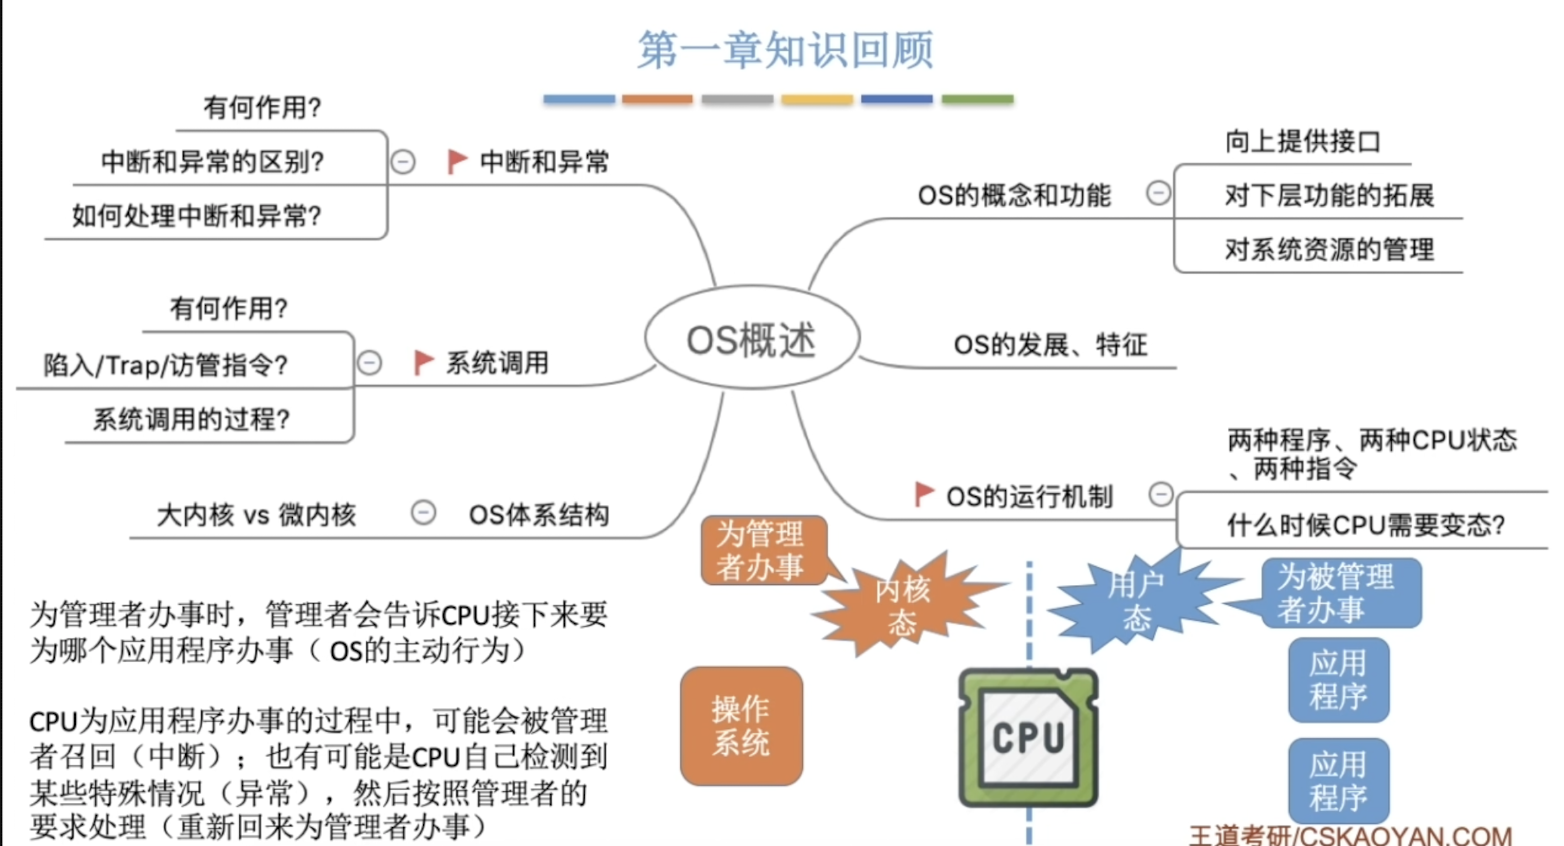 第一章知识回顾
有何作用?
中断和异常的区别?
如何处理中断和异常?
中断和异常
有何作用?
陷入/Trap/访管指令?
系统调用的过程?
系统调用
大内核 vs 微内核
OS体系结构
OS概述
OS的概念和功能
向上提供接口
对下层功能的拓展
对系统资源的管理
OS的发展、特征
OS的运行机制
两种程序、两种CPU状态
、两种指令
什么时候CPU需要变态?
为管理
者办事
内核
态
用户
态
为被管理
者办事
操作
系统
CPU
应用
程序
应用
程序
为管理者办事时，管理者会告诉CPU接下来要
为哪个应用程序办事（ OS的主动行为）
CPU为应用程序办事的过程中，可能会被管理
者召回（中断）；也有可能是CPU自己检测到
某些特殊情况（异常），然后按照管理者的
要求处理（重新回来为管理者办事）
王道考研/CSKAOYAN.COM